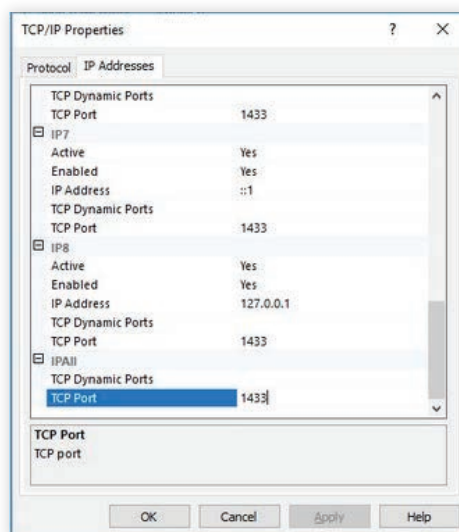 TCP/IP Properties ? ×
Protocol IP Addresses
TCP Dynamic Ports
TCP Port 1433
IP7
Active Yes
Enabled Yes
IP Address ::1
TCP Dynamic Ports
TCP Port 1433
IP8
Active Yes
Enabled Yes
IP Address 127.0.0.1
TCP Dynamic Ports
TCP Port 1433
IPAll
TCP Dynamic Ports
TCP Port 1433
TCP Port
TCP port
OK Cancel Apply Help